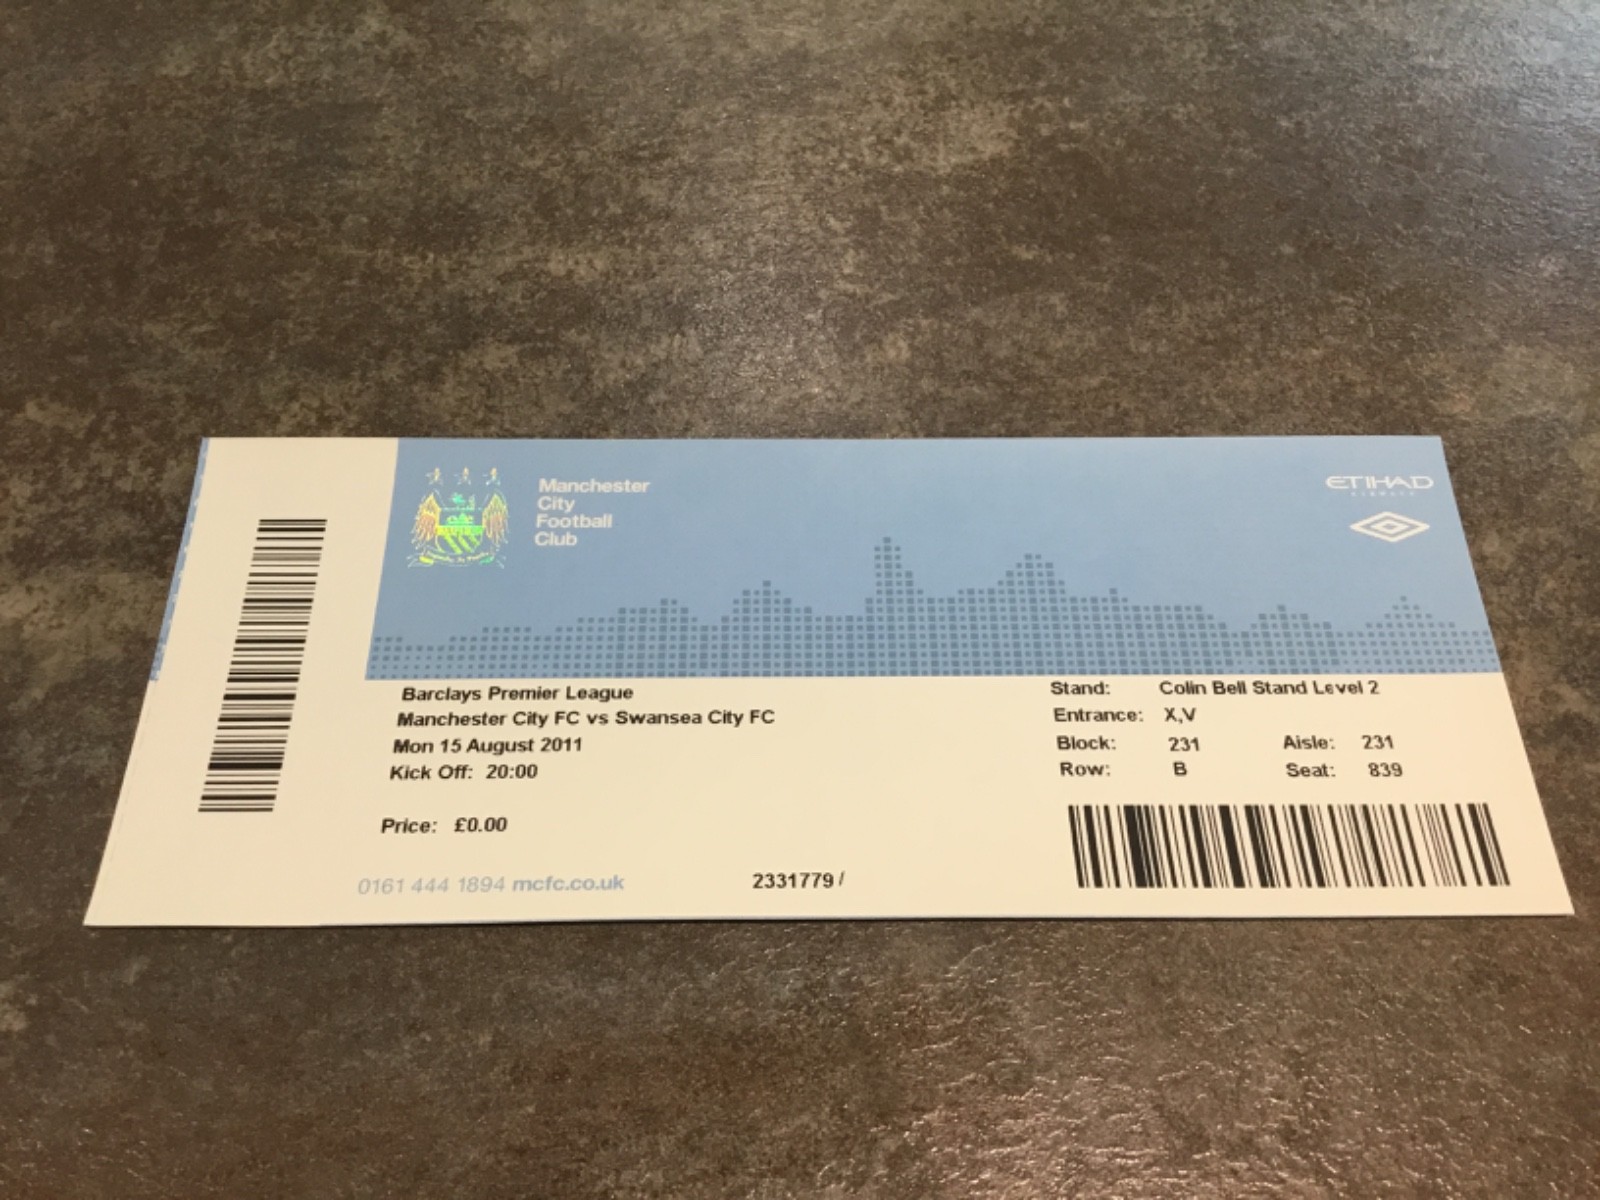 Manchester
City
Football
Club
ETIHAD
AIRWAYS
Barclays Premier League
Manchester City FC vs Swansea City FC
Mon 15 August 2011
Kick Off: 20:00
Price: £0.00
0161 444 1894 mcfc.co.uk
2331779 /
Stand: Colin Bell Stand Level 2
Entrance: X,V
Block: 231 Aisle: 231
Row: B Seat: 839